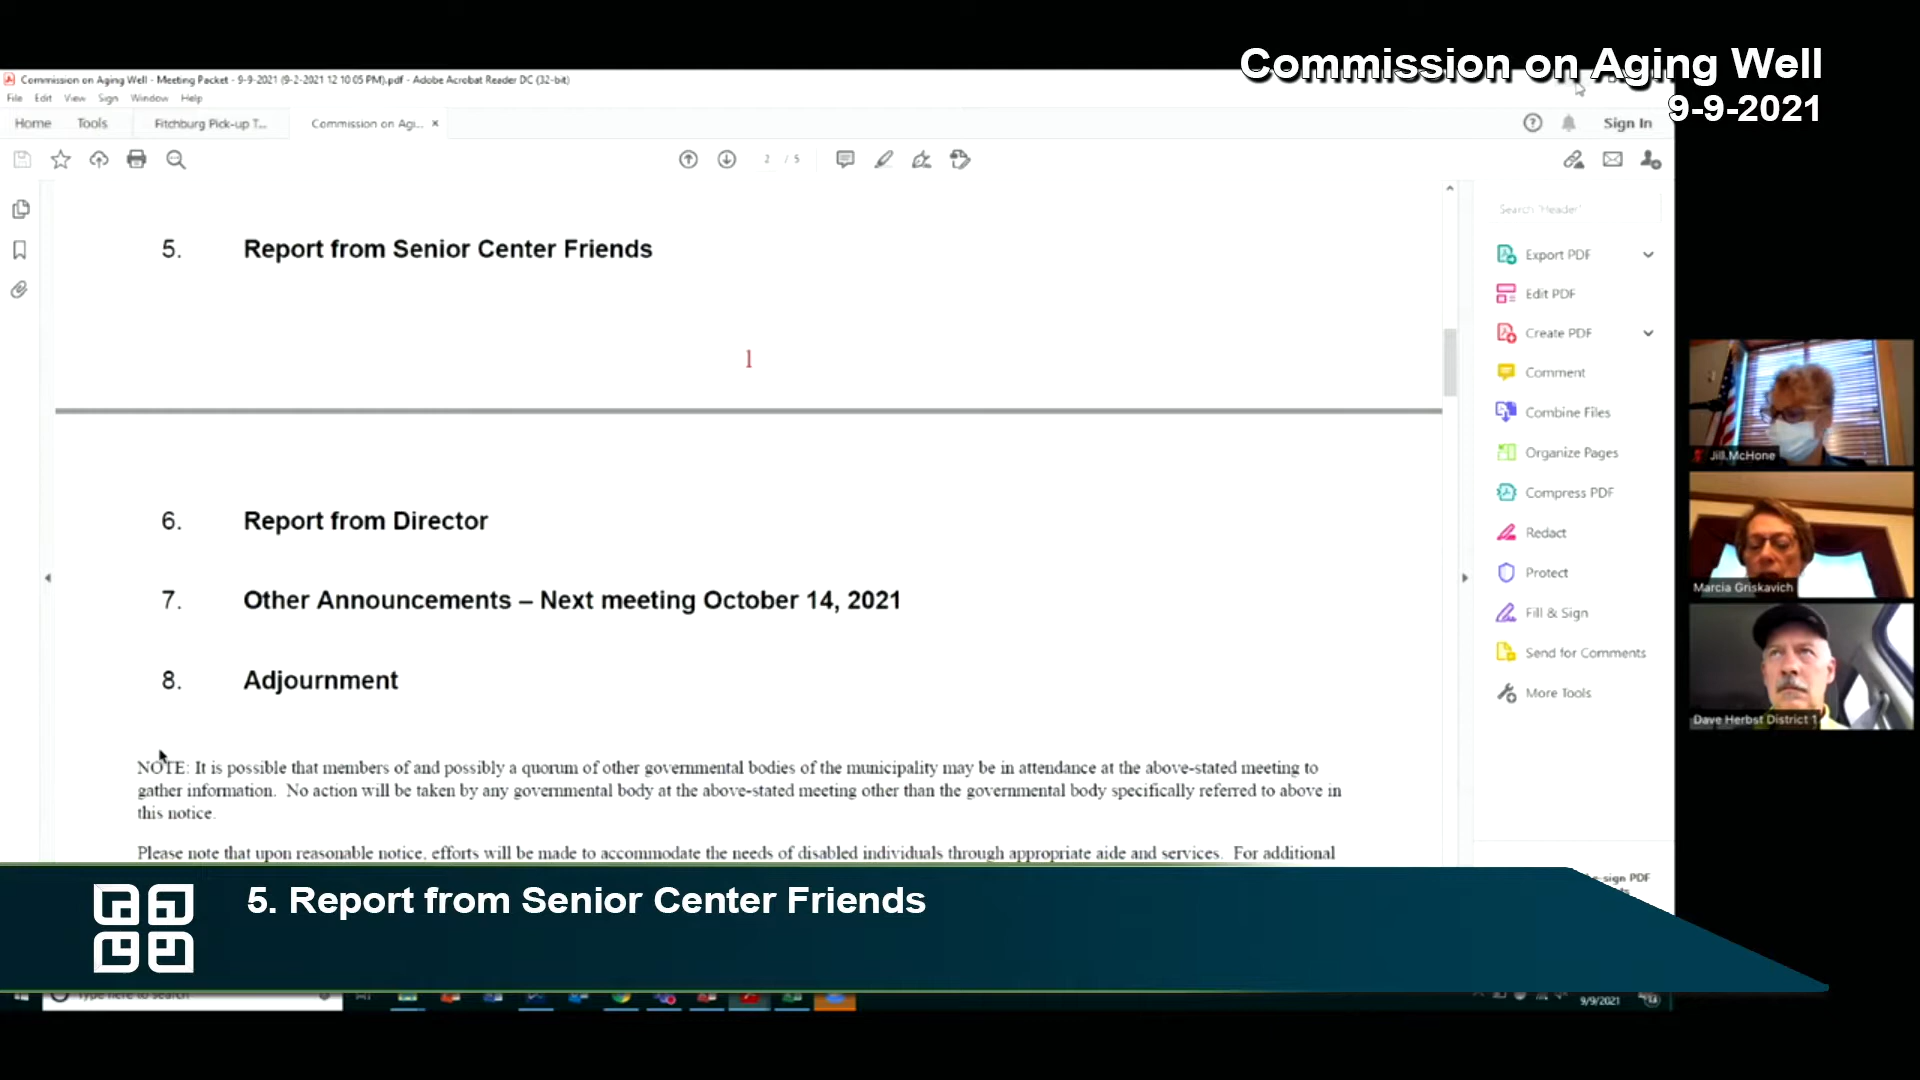 Commission on Aging Well
9-9-2021
Commission on Aging Well - Meeting Packet - 9-9-2021 (9-2-2021 12 10 05 PM).pdf - Adobe Acrobat Reader DC (32-bit)
File Edit View Sign Window Help
Home Tools Fitchburg Pick-up T... Commission on Agi... ×
Sign In
2 / 5
Search 'Header'
5. Report from Senior Center Friends
1
6. Report from Director
7. Other Announcements – Next meeting October 14, 2021
8. Adjournment
NOTE: It is possible that members of and possibly a quorum of other governmental bodies of the municipality may be in attendance at the above-stated meeting to
gather information. No action will be taken by any governmental body at the above-stated meeting other than the governmental body specifically referred to above in
this notice.
Please note that upon reasonable notice, efforts will be made to accommodate the needs of disabled individuals through appropriate aide and services. For additional
Export PDF
Edit PDF
Create PDF
Comment
Combine Files
Organize Pages
Compress PDF
Redact
Protect
Fill & Sign
Send for Comments
More Tools
Jill.McHone
Marcia Griskavich
Dave Herbst District 1
sign PDF
5. Report from Senior Center Friends
Type here to search
9/9/2021